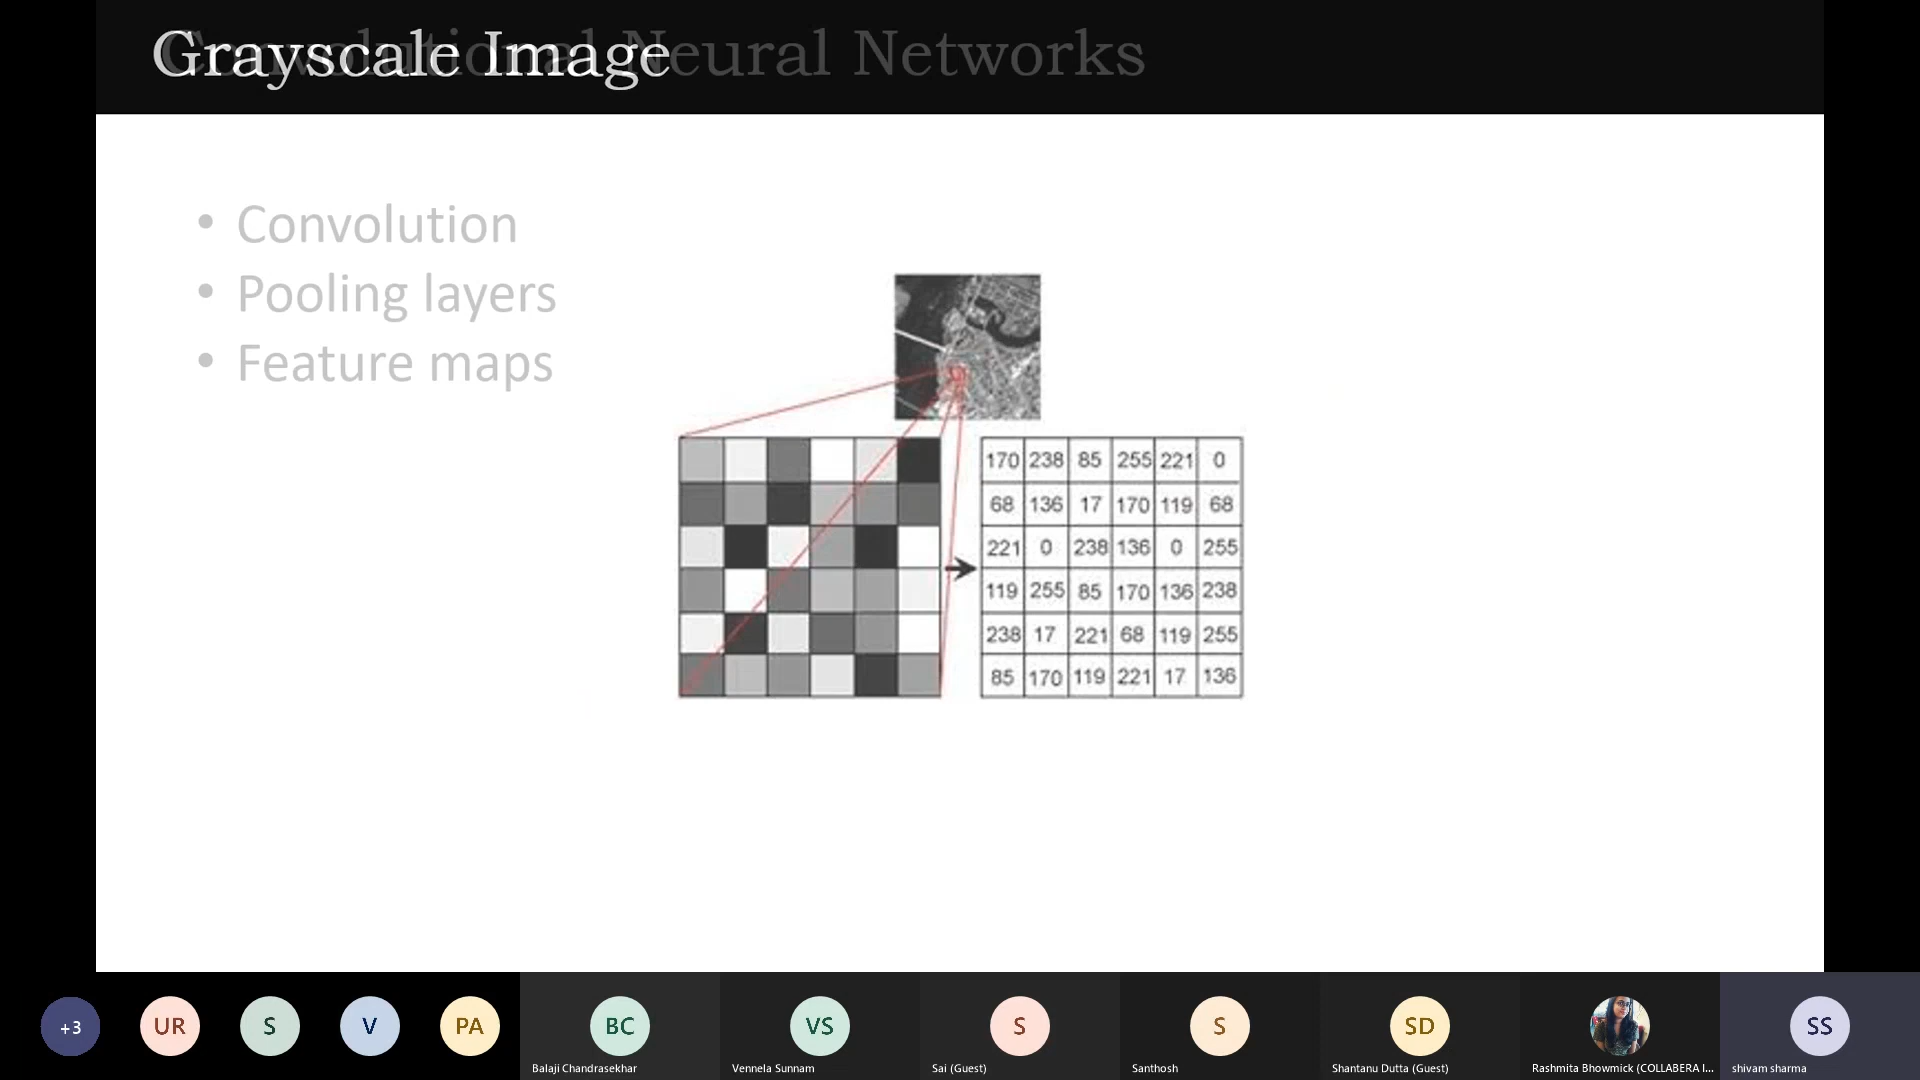 Grayscale Image
Convolutional Neural Networks
• Convolution
• Pooling layers
• Feature maps
170 238 85 255 221 0
68 136 17 170 119 68
221 0 238 136 0 255
119 255 85 170 136 238
238 17 221 68 119 255
85 170 119 221 17 136
+3
UR
S
V
PA
BC
VS
S
S
SD
SS
Balaji Chandrasekhar
Vennela Sunnam
Sai (Guest)
Santhosh
Shantanu Dutta (Guest)
Rashmita Bhowmick (COLLABERA I...
shivam sharma